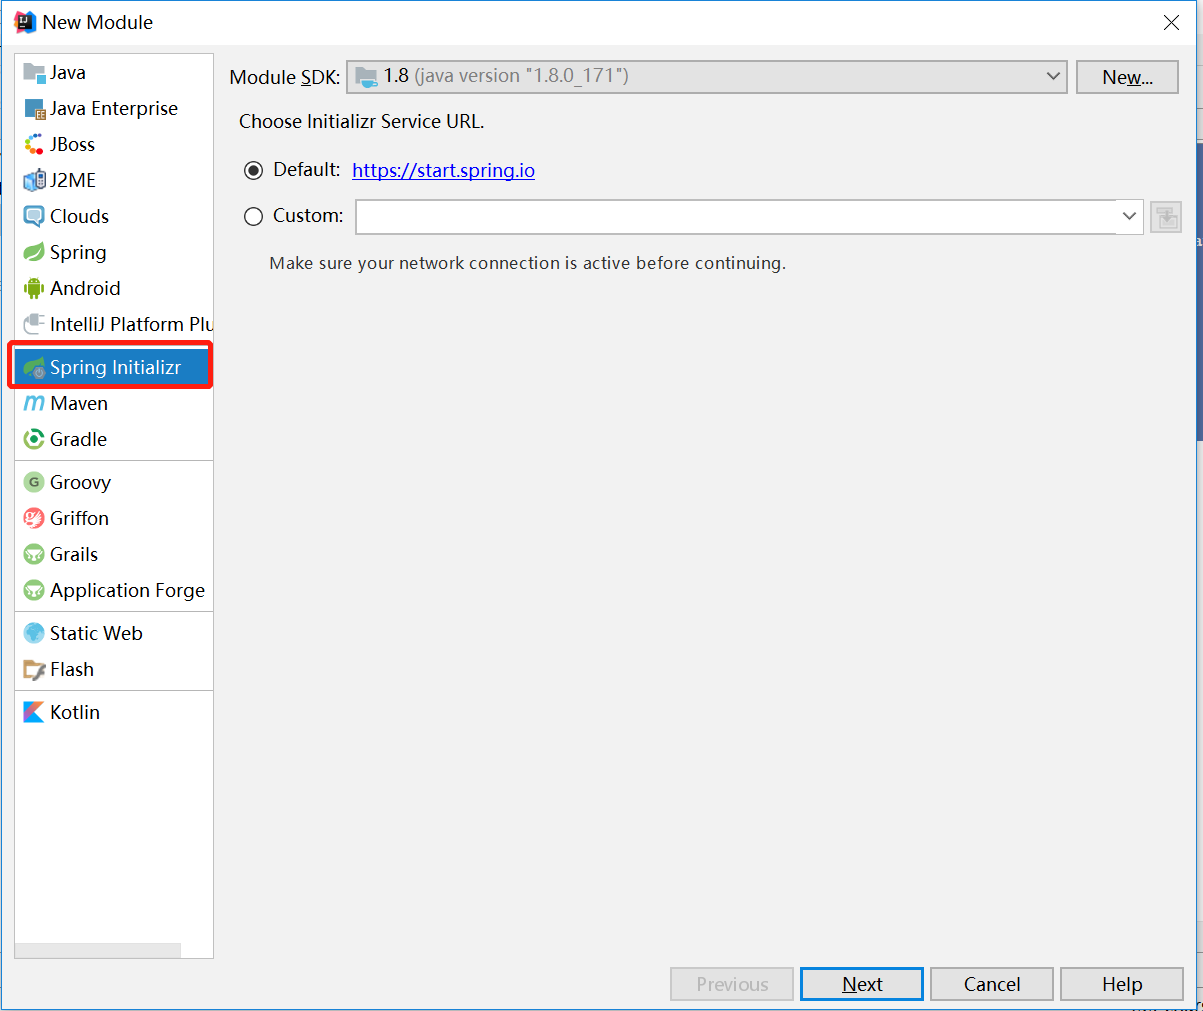 New Module
Java
Java Enterprise
JBoss
J2ME
Clouds
Spring
Android
IntelliJ Platform Plu
Spring Initializr
Maven
Gradle
Groovy
Griffon
Grails
Application Forge
Static Web
Flash
Kotlin
Module SDK: 1.8 (java version "1.8.0_171") New...
Choose Initializr Service URL.
Default: https://start.spring.io
Custom:
Make sure your network connection is active before continuing.
Previous Next Cancel Help